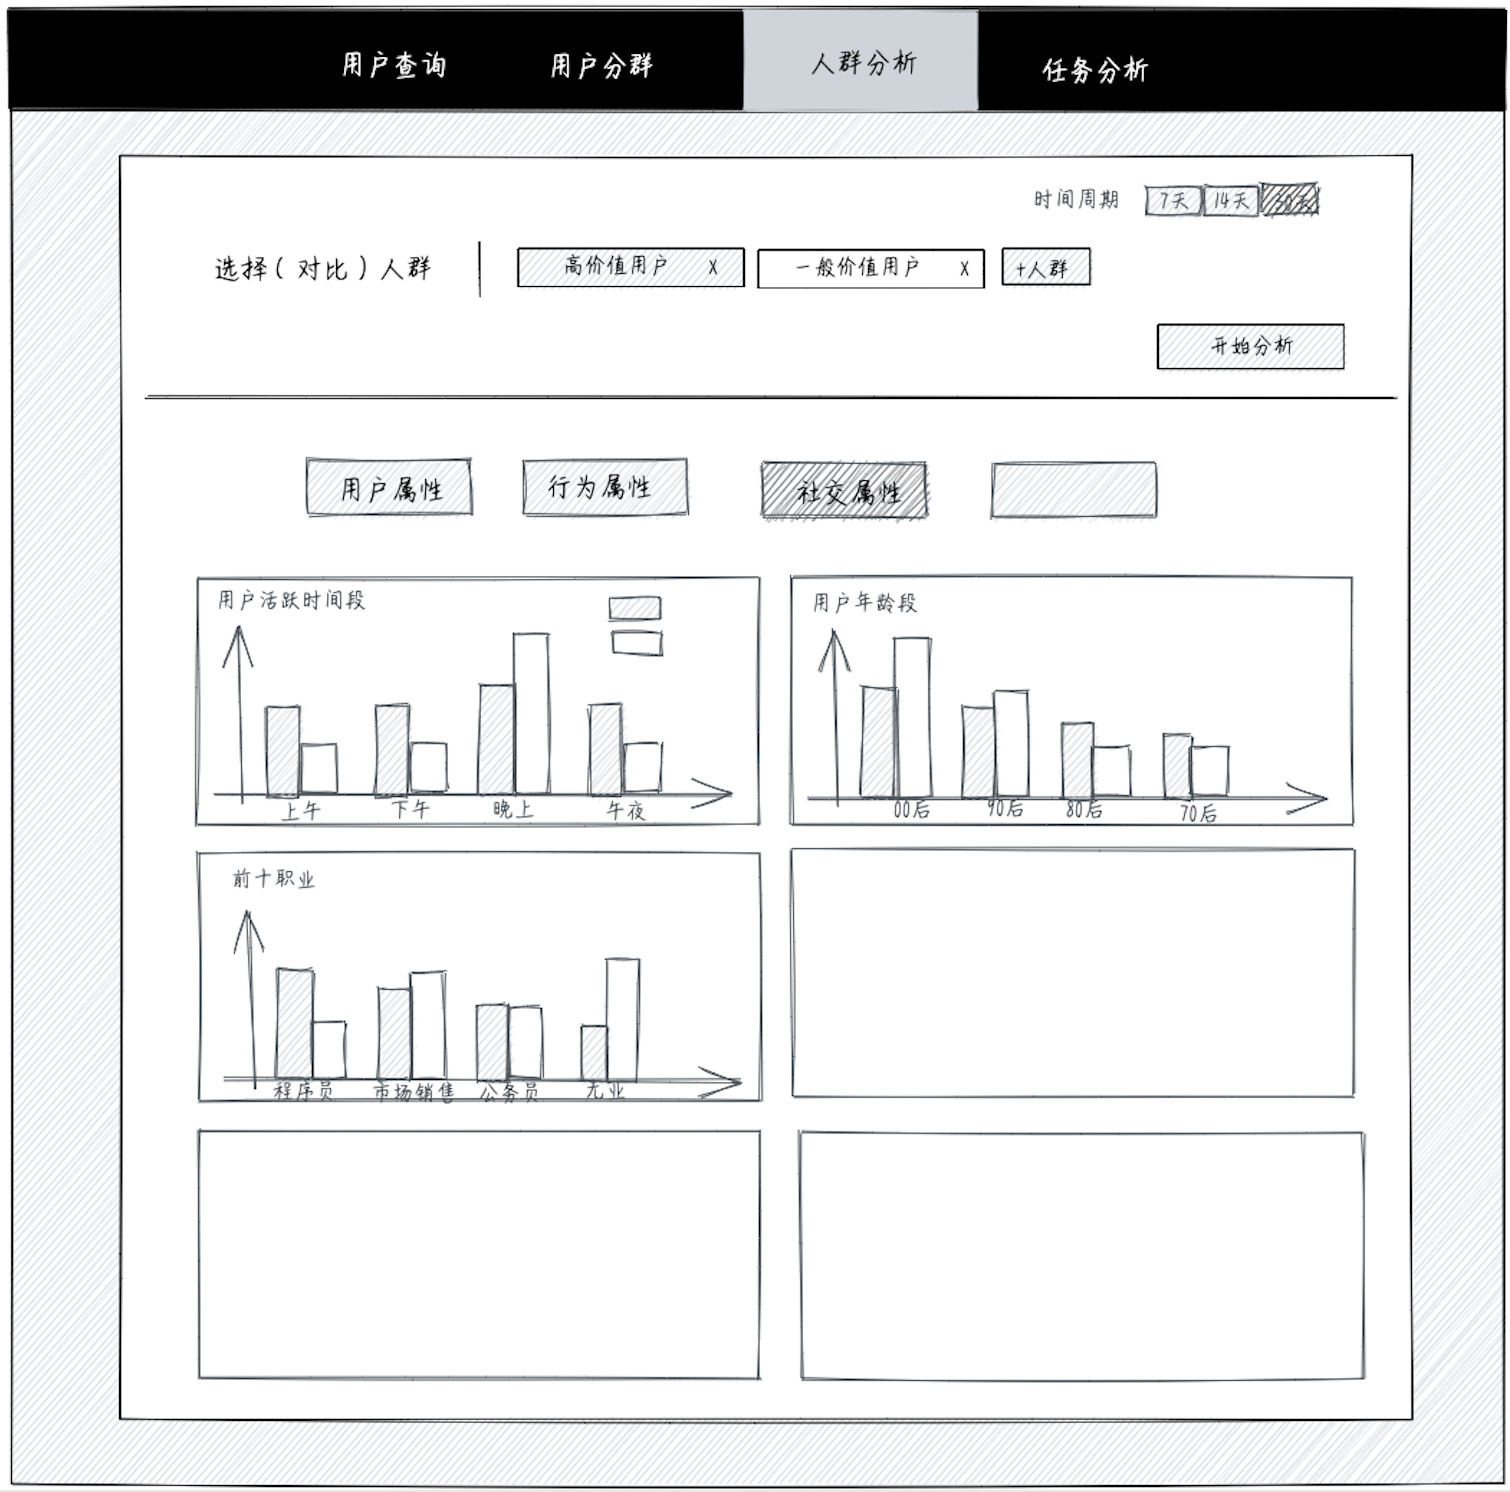 用户查询 用户分群 人群分析 任务分析
时间周期 7天 14天
选择(对比)人群 高价值用户 X 一般价值用户 X +人群
开始分析
用户属性 行为属性 社交属性
用户活跃时间段
上午 下午 晚上 午夜
用户年龄段
00后 90后 80后 70后
前十职业
程序员 市场销售 公务员 无业